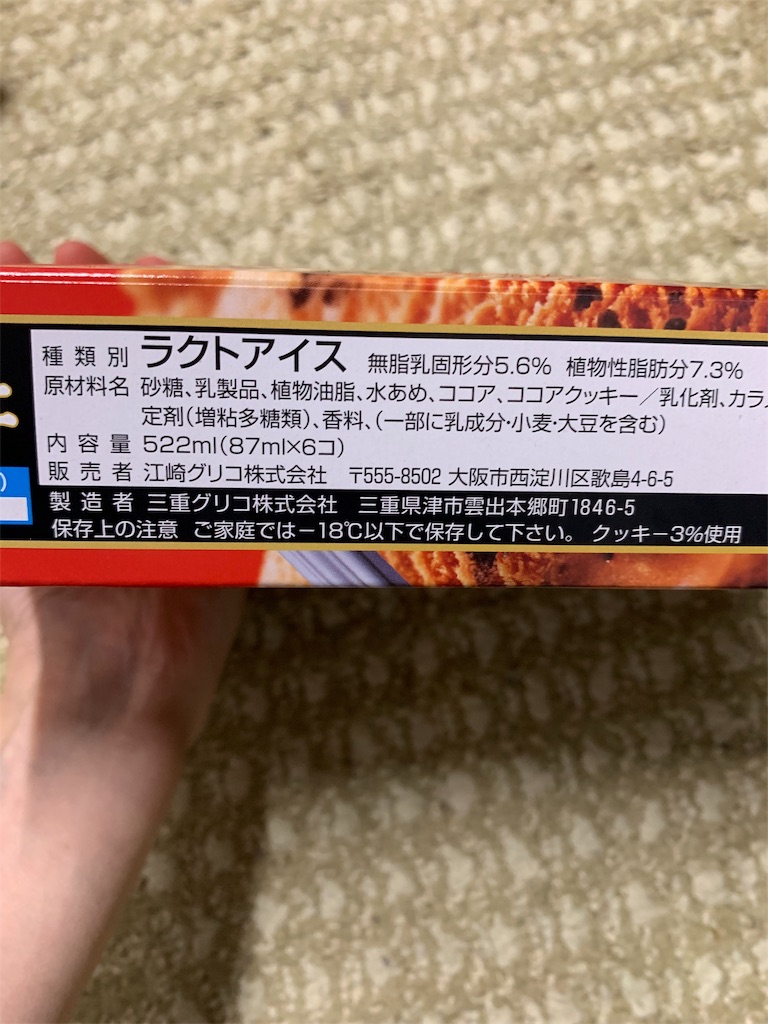 種類別 ラクトアイス 無脂乳固形分5.6% 植物性脂肪分7.3%
原材料名 砂糖、乳製品、植物油脂、水あめ、ココア、ココアクッキー／乳化剤、カラ
定剤(増粘多糖類)、香料、(一部に乳成分・小麦・大豆を含む)
内容量 522ml(87ml×6コ)
販売者 江崎グリコ株式会社 〒555-8502 大阪市西淀川区歌島4-6-5
製造者 三重グリコ株式会社 三重県津市雲出本郷町1846-5
保存上の注意 ご家庭では－18℃以下で保存して下さい。 クッキー3%使用